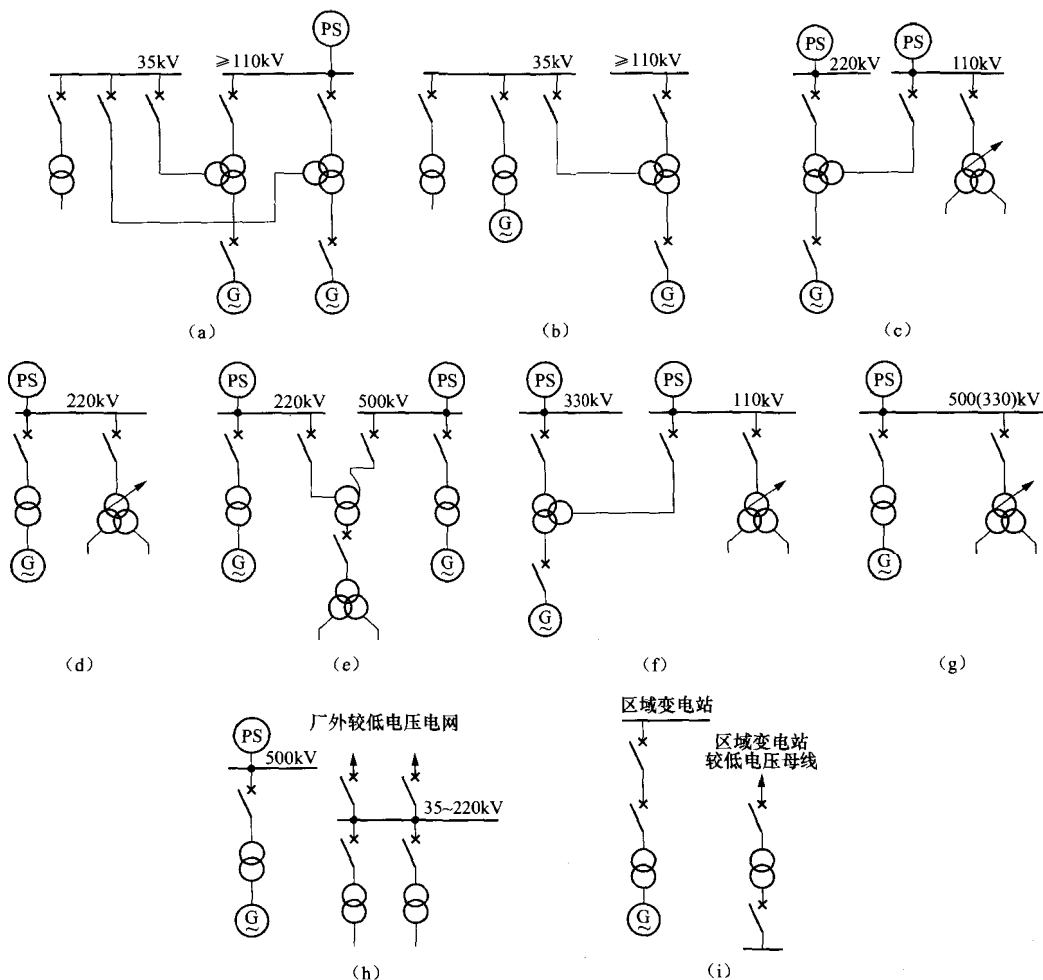 PS
35kV
≥110kV
G
G
(a)
35kV
≥110kV
G
G
(b)
PS
PS
220kV
110kV
G
(c)
PS
220kV
G
(d)
PS
PS
220kV
500kV
G
G
(e)
PS
PS
330kV
110kV
G
(f)
PS
500(330)kV
G
(g)
PS
500kV
厂外较低电压电网
35~220kV
G
(h)
区域变电站
区域变电站
较低电压母线
G
(i)